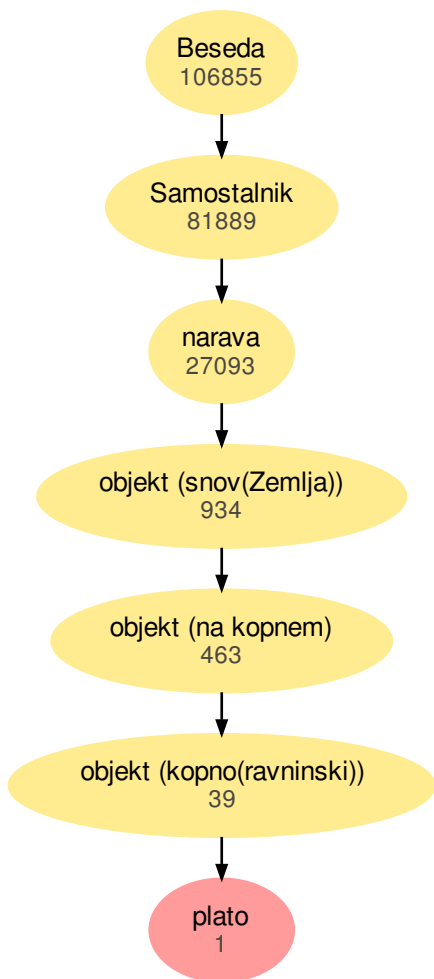 Beseda
106855
Samostalnik
81889
narava
27093
objekt (snov(Zemlja))
934
objekt (na kopnem)
463
objekt (kopno(ravninski))
39
plato
1